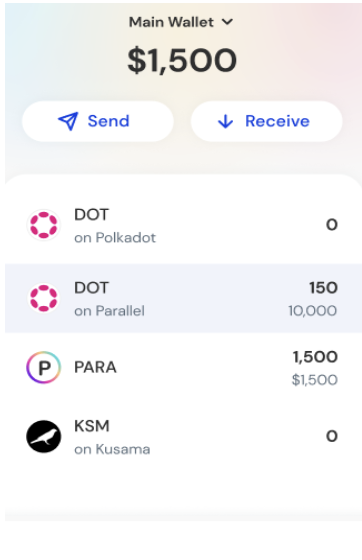 Main Wallet
$1,500
Send
Receive
DOT
on Polkadot
0
DOT
on Parallel
150
10,000
P
PARA
1,500
$1,500
KSM
on Kusama
0